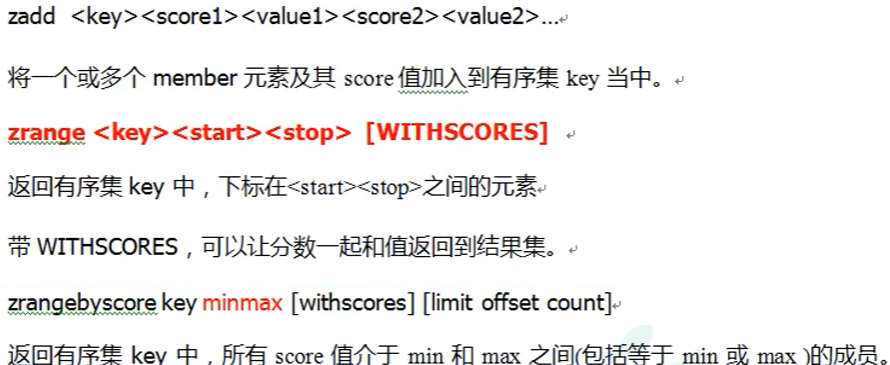 zadd <key><score1><value1><score2><value2>...
将一个或多个 member 元素及其 score 值加入到有序集 key 当中。
zrange <key><start><stop> [WITHSCORES]
返回有序集 key 中，下标在<start><stop>之间的元素
带 WITHSCORES，可以让分数一起和值返回到结果集。
zrangebyscore key minmax [withscores] [limit offset count]
返回有序集 key 中，所有 score 值介于 min 和 max 之间(包括等于 min 或 max )的成员。